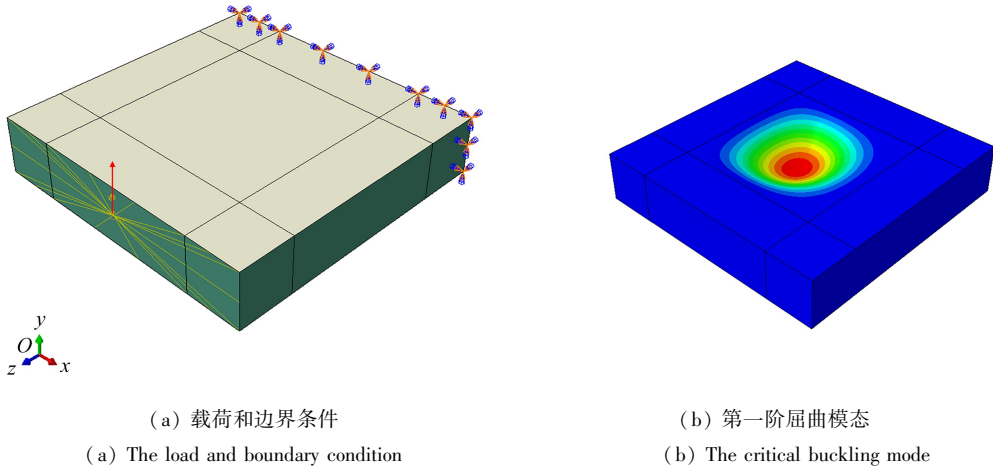 y
O
z
x
（a）载荷和边界条件
（b）第一阶屈曲模态
（a）The load and boundary condition
（b）The critical buckling mode